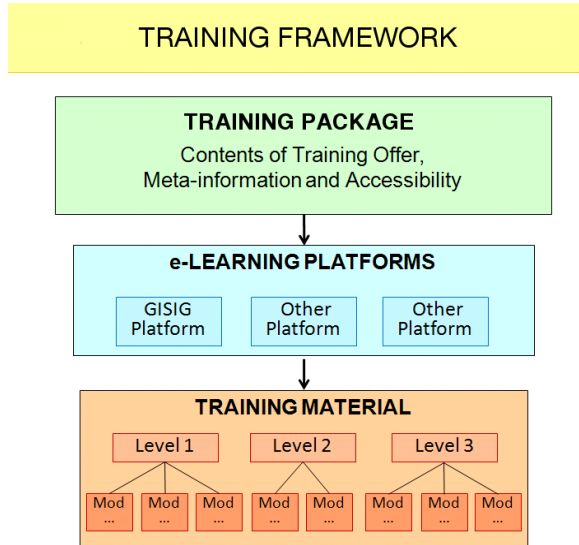 TRAINING FRAMEWORK
TRAINING PACKAGE
Contents of Training Offer,
Meta-information and Accessibility
e-LEARNING PLATFORMS
GISIG
Platform
Other
Platform
Other
Platform
TRAINING MATERIAL
Level 1
Level 2
Level 3
Mod
...
Mod
...
Mod
...
Mod
...
Mod
...
Mod
...
Mod
...
Mod
...